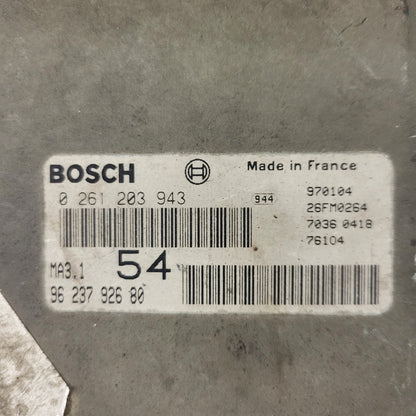 BOSCH Made in France
0 261 203 943 944 970104
26FM0264
7036 0418
76104
MA3.1 54
96 237 926 80